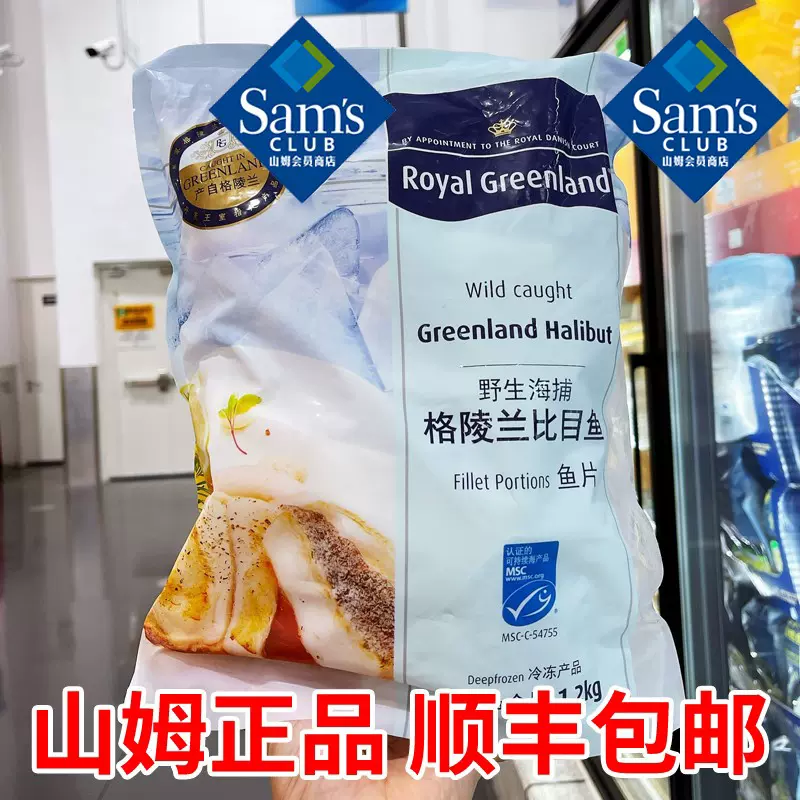 Sam's
CLUB
山姆会员商店
Sam's
CLUB
山姆会员商店
CAUGHT IN
GREENLAND
产自格陵兰
BY APPOINTMENT TO THE ROYAL DANISH COURT
Royal Greenland
Wild caught
Greenland Halibut
野生海捕
格陵兰比目鱼
Fillet Portions 鱼片
认证的
可持续海产品
MSC
www.msc.org
MSC-C-54755
Deepfrozen 冷冻产品
1.2kg
山姆正品 顺丰包邮